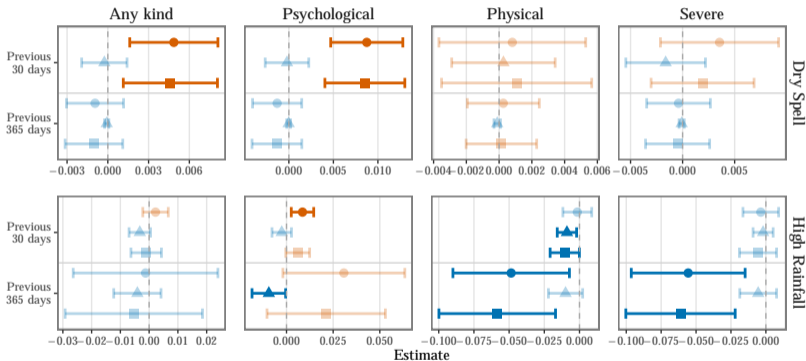 Any kind Psychological Physical Severe
Previous
30 days
Previous
365 days
Dry Spell
−0.003 0.000 0.003 0.006
0.000 0.005 0.010
−0.004 −0.002 0.000 0.002 0.004 0.006
−0.005 0.000 0.005
Previous
30 days
Previous
365 days
High Rainfall
−0.03 −0.02 −0.01 0.00 0.01 0.02
0.000 0.025 0.050
−0.100 −0.075 −0.050 −0.025 0.000
−0.100 −0.075 −0.050 −0.025 0.000
Estimate